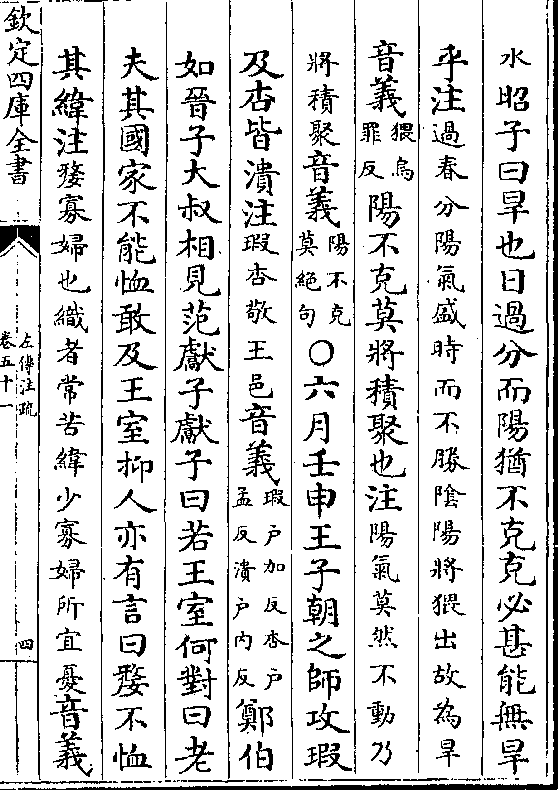 水昭子曰旱也日過分而陽猶不克克必甚能無旱
乎注過春分陽氣盛時而不勝隂陽將猥出故為旱
音義猥烏罪反陽不克莫將積聚也注陽氣莫然不動乃
將積聚音義陽不克莫絶句〇六月壬申王子朝之師攻瑕
及杏皆潰注瑕杏敬王邑音義瑕户加反杏户孟反潰户内反鄭伯
如晉子大叔相見范獻子獻子曰若王室何對曰老
夫其國家不能恤敢及王室抑人亦有言曰嫠不恤
其緯注嫠寡婦也織者常苦緯少寡婦所宜憂音義
欽定四庫全書
左傳注疏
卷五十一
四